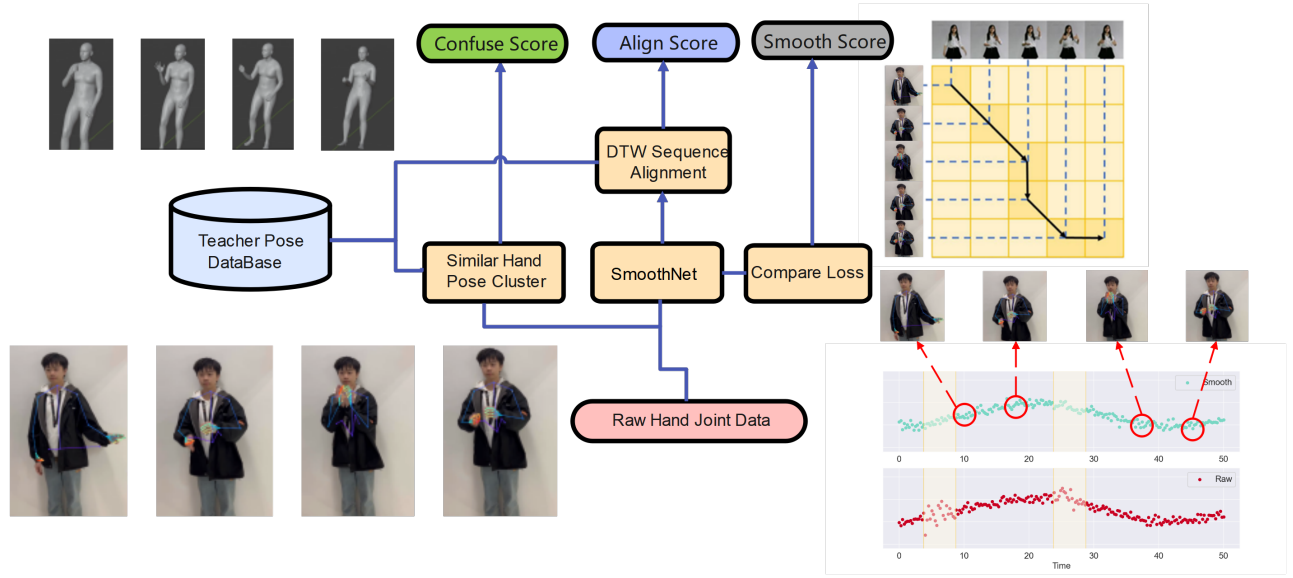 Confuse Score
Align Score
Smooth Score
DTW Sequence
Alignment
Teacher Pose
DataBase
Similar Hand
Pose Cluster
SmoothNet
Compare Loss
Raw Hand Joint Data
Smooth
0 10 20 30 40 50
Raw
0 10 20 30 40 50
Time